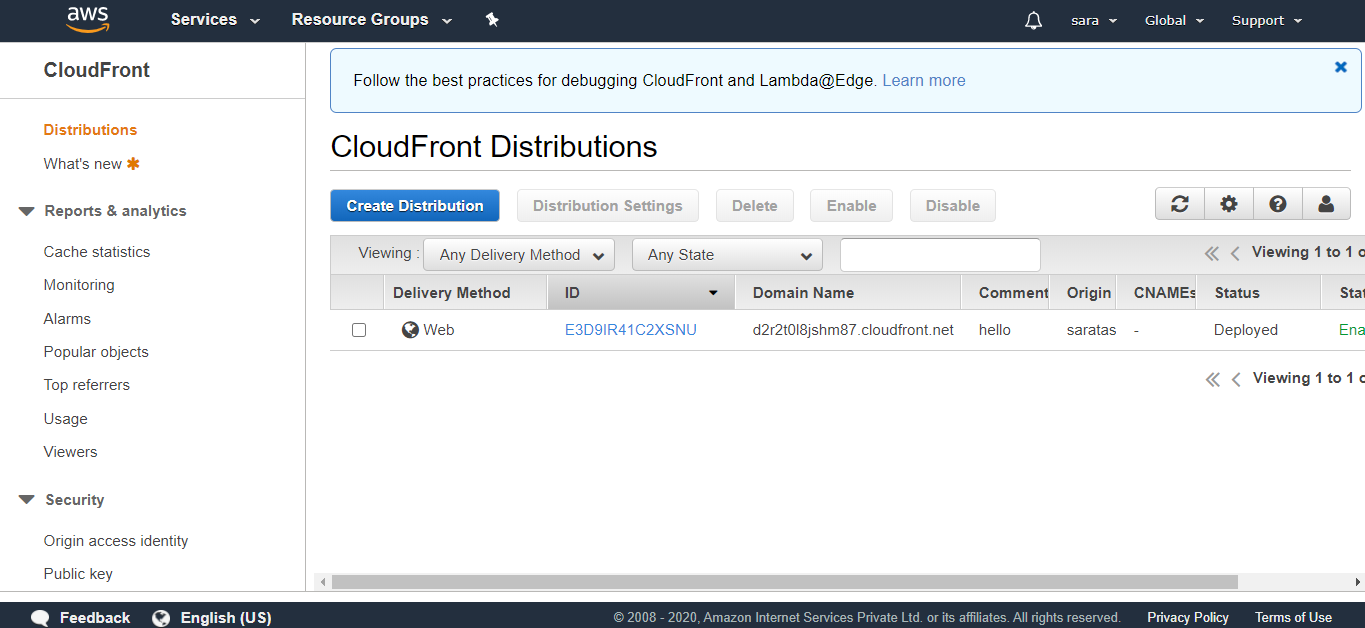 aws Services Resource Groups sara Global Support
CloudFront
Distributions
What's new
Reports & analytics
Cache statistics
Monitoring
Alarms
Popular objects
Top referrers
Usage
Viewers
Security
Origin access identity
Public key
Follow the best practices for debugging CloudFront and Lambda@Edge. Learn more
CloudFront Distributions
Create Distribution Distribution Settings Delete Enable Disable
Viewing : Any Delivery Method Any State Viewing 1 to 1 o
Delivery Method ID Domain Name Comment Origin CNAMEs Status Stat
Web E3D9IR41C2XSNU d2r2t0l8jshm87.cloudfront.net hello saratas - Deployed Ena
Viewing 1 to 1 o
Feedback English (US) © 2008 - 2020, Amazon Internet Services Private Ltd. or its affiliates. All rights reserved. Privacy Policy Terms of Use